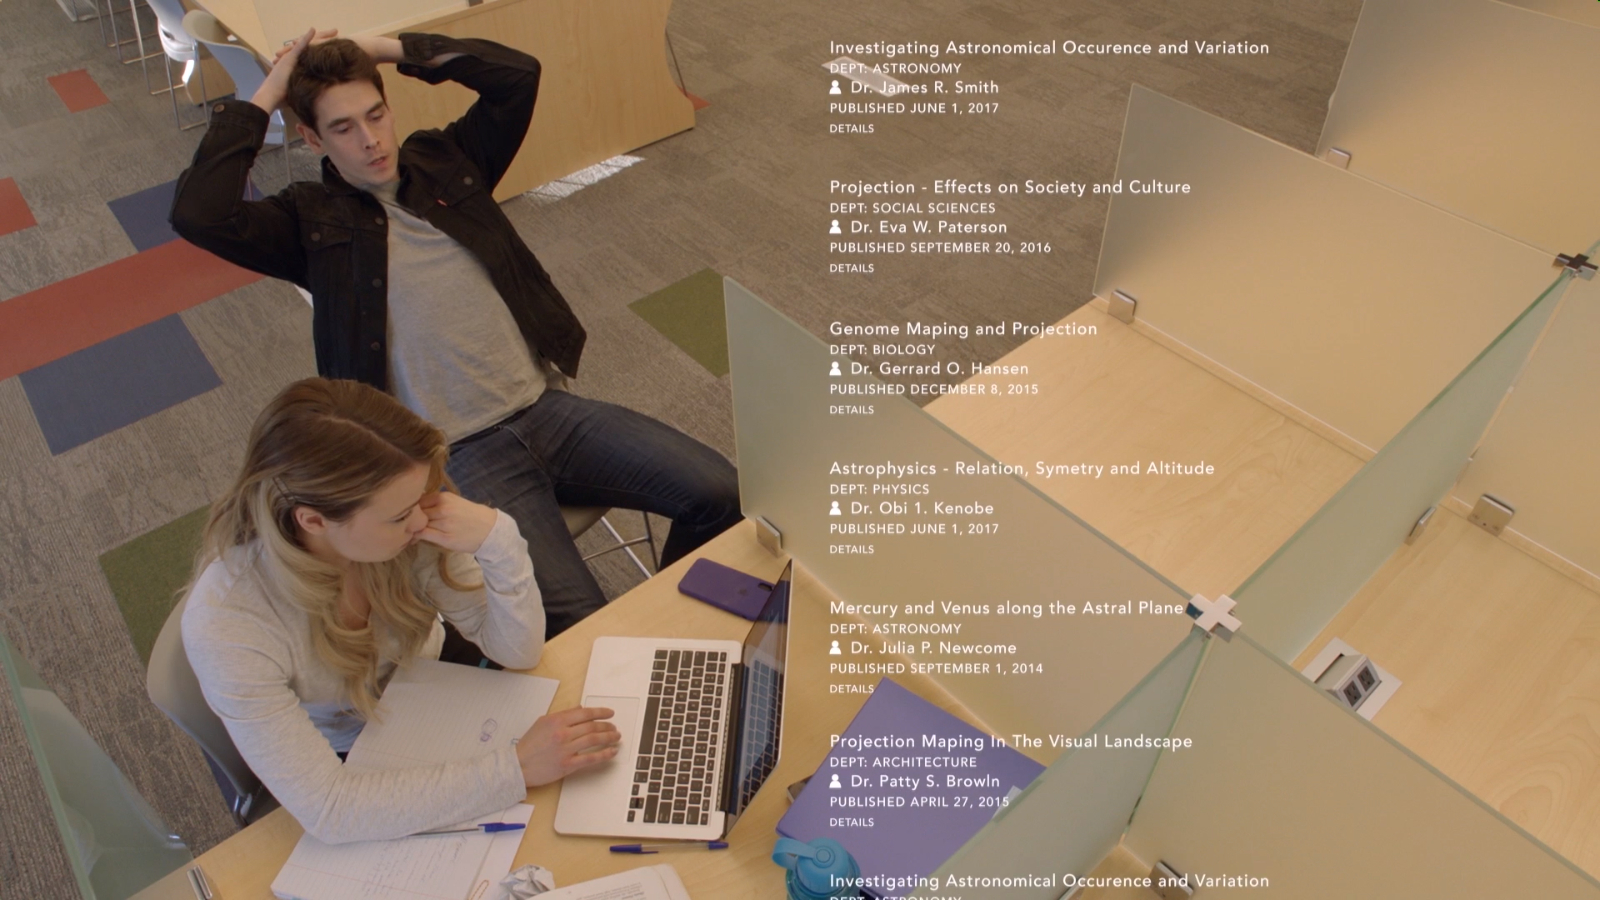 Investigating Astronomical Occurence and Variation
DEPT: ASTRONOMY
Dr. James R. Smith
PUBLISHED JUNE 1, 2017
DETAILS
Projection - Effects on Society and Culture
DEPT: SOCIAL SCIENCES
Dr. Eva W. Paterson
PUBLISHED SEPTEMBER 20, 2016
DETAILS
Genome Maping and Projection
DEPT: BIOLOGY
Dr. Gerrard O. Hansen
PUBLISHED DECEMBER 8, 2015
DETAILS
Astrophysics - Relation, Symetry and Altitude
DEPT: PHYSICS
Dr. Obi 1. Kenobe
PUBLISHED JUNE 1, 2017
DETAILS
Mercury and Venus along the Astral Plane
DEPT: ASTRONOMY
Dr. Julia P. Newcome
PUBLISHED SEPTEMBER 1, 2014
DETAILS
Projection Maping In The Visual Landscape
DEPT: ARCHITECTURE
Dr. Patty S. Browln
PUBLISHED APRIL 27, 2015
DETAILS
Investigating Astronomical Occurence and Variation
DEPT: ASTRONOMY